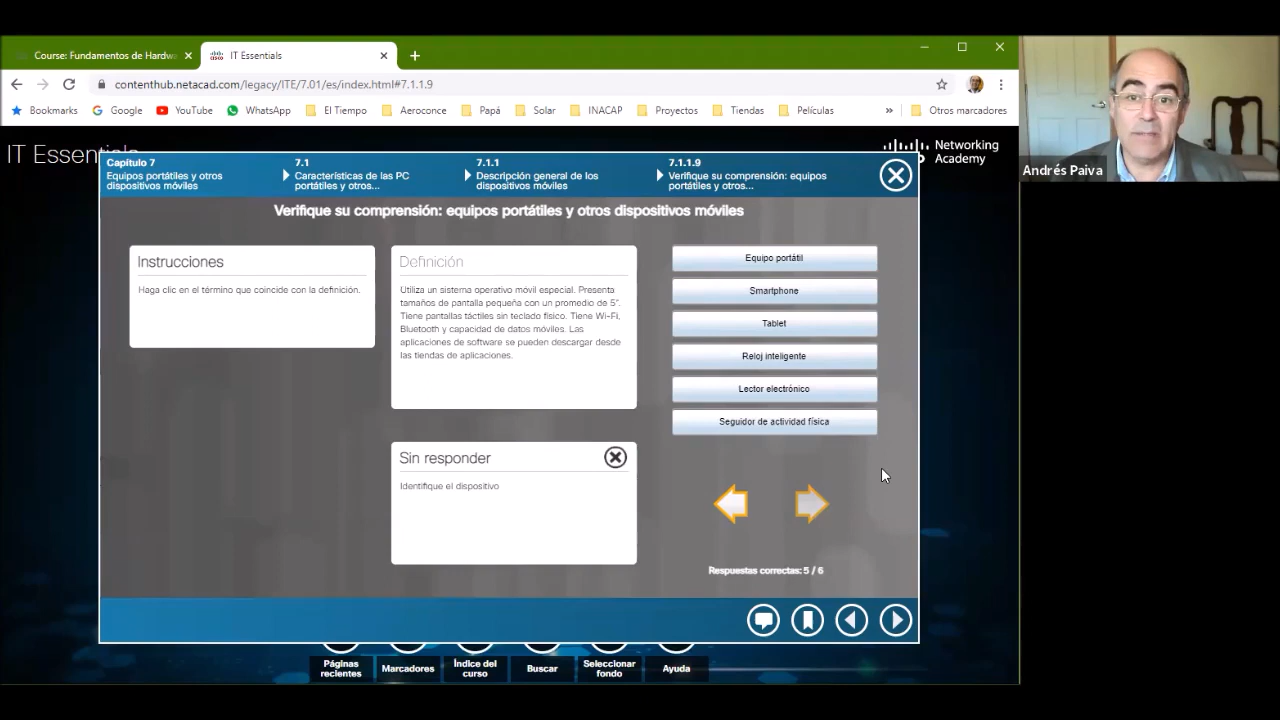 Course: Fundamentos de Hardwa
IT Essentials
contenthub.netacad.com/legacy/ITE/7.01/es/index.html#7.1.1.9
Bookmarks
Google
YouTube
WhatsApp
El Tiempo
Aeroconce
Papá
Solar
INACAP
Proyectos
Tiendas
Películas
»
Otros marcadores
IT Essentials
CISCO
Networking
Academy
Andrés Paiva
Capítulo 7
Equipos portátiles y otros
dispositivos móviles
7.1
Características de las PC
portátiles y otros...
7.1.1
Descripción general de los
dispositivos móviles
7.1.1.9
Verifique su comprensión: equipos
portátiles y otros...
Verifique su comprensión: equipos portátiles y otros dispositivos móviles
Instrucciones
Haga clic en el término que coincide con la definición.
Definición
Utiliza un sistema operativo móvil especial. Presenta
tamaños de pantalla pequeña con un promedio de 5".
Tiene pantallas táctiles sin teclado físico. Tiene Wi-Fi,
Bluetooth y capacidad de datos móviles. Las
aplicaciones de software se pueden descargar desde
las tiendas de aplicaciones.
Sin responder
Identifique el dispositivo
Equipo portátil
Smartphone
Tablet
Reloj inteligente
Lector electrónico
Seguidor de actividad física
Respuestas correctas: 5 / 6
Páginas
recientes
Marcadores
Índice del
curso
Buscar
Seleccionar
fondo
Ayuda